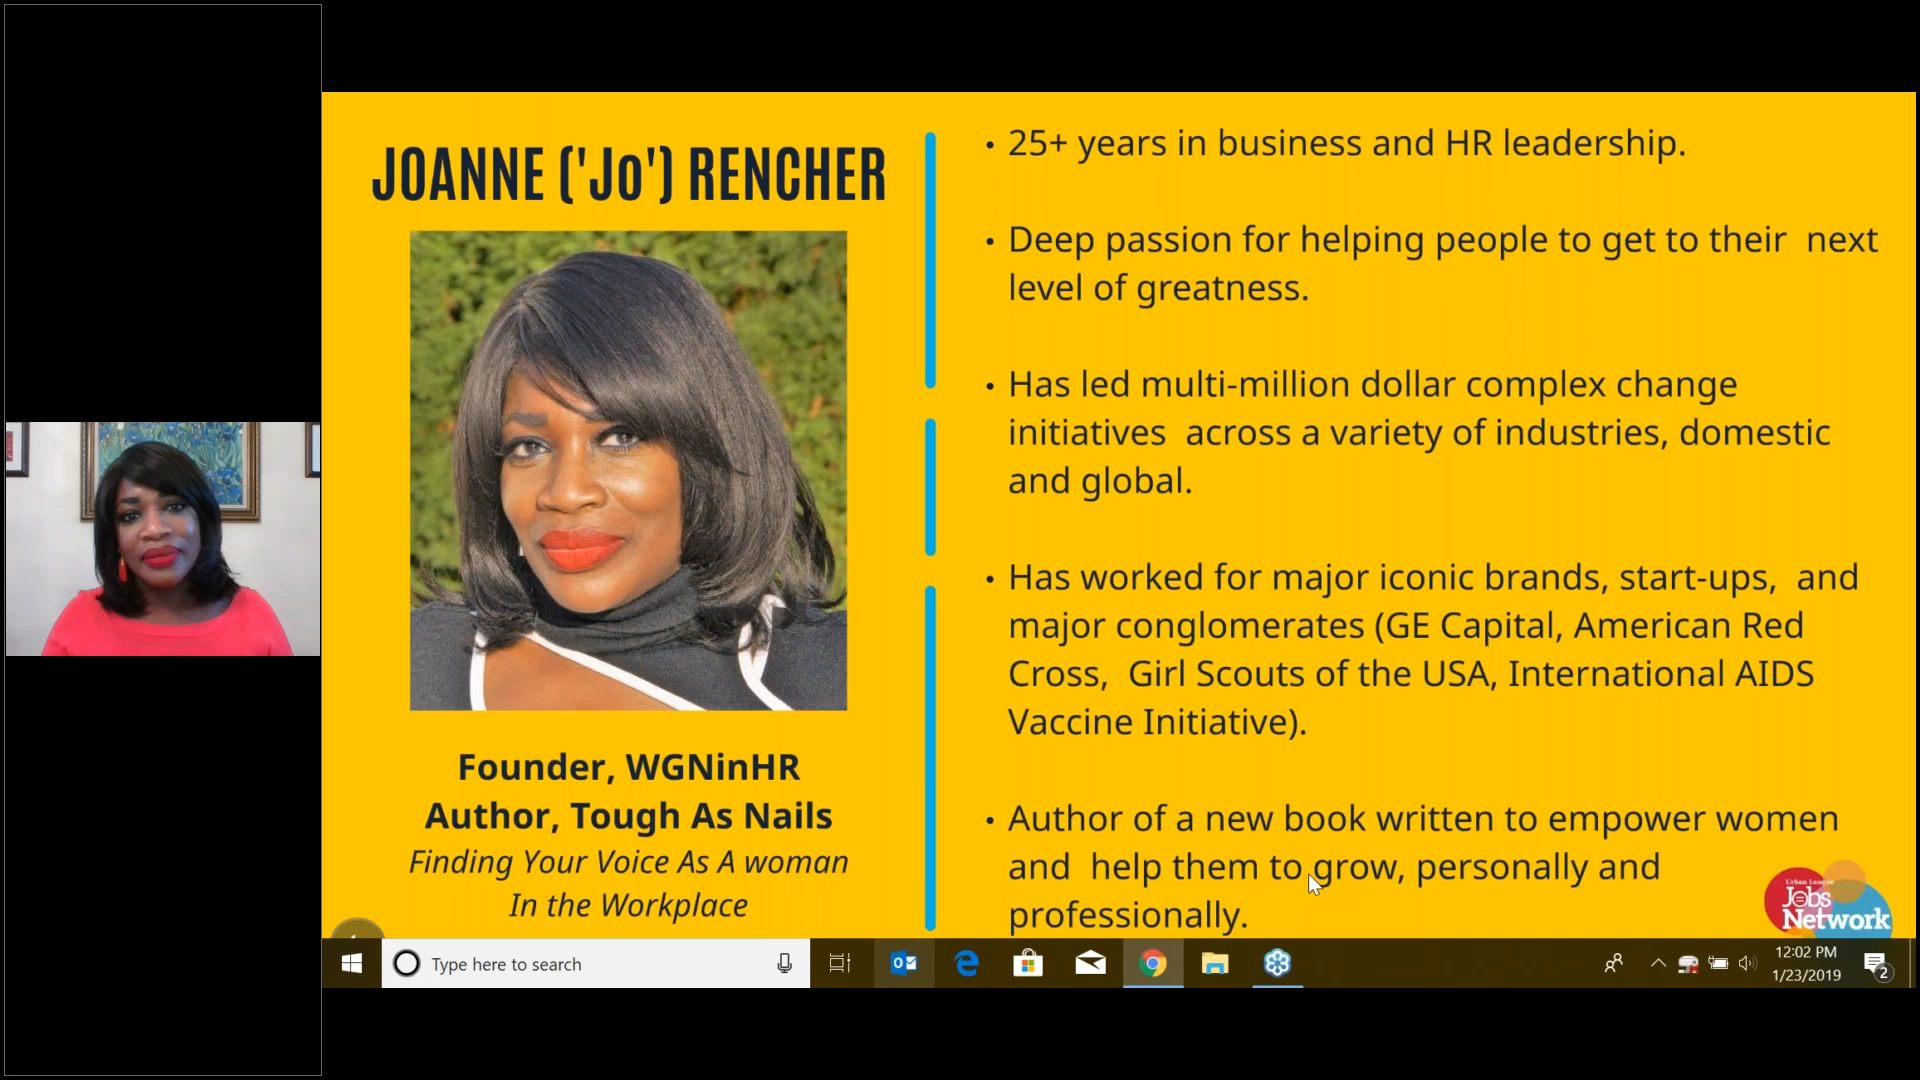 JOANNE ('Jo') RENCHER
Founder, WGNinHR
Author, Tough As Nails
Finding Your Voice As A woman
In the Workplace
• 25+ years in business and HR leadership.
• Deep passion for helping people to get to their next
level of greatness.
• Has led multi-million dollar complex change
initiatives across a variety of industries, domestic
and global.
• Has worked for major iconic brands, start-ups, and
major conglomerates (GE Capital, American Red
Cross, Girl Scouts of the USA, International AIDS
Vaccine Initiative).
• Author of a new book written to empower women
and help them to grow, personally and
professionally.
Urban League
Jobs
Network
Type here to search
12:02 PM
1/23/2019
2